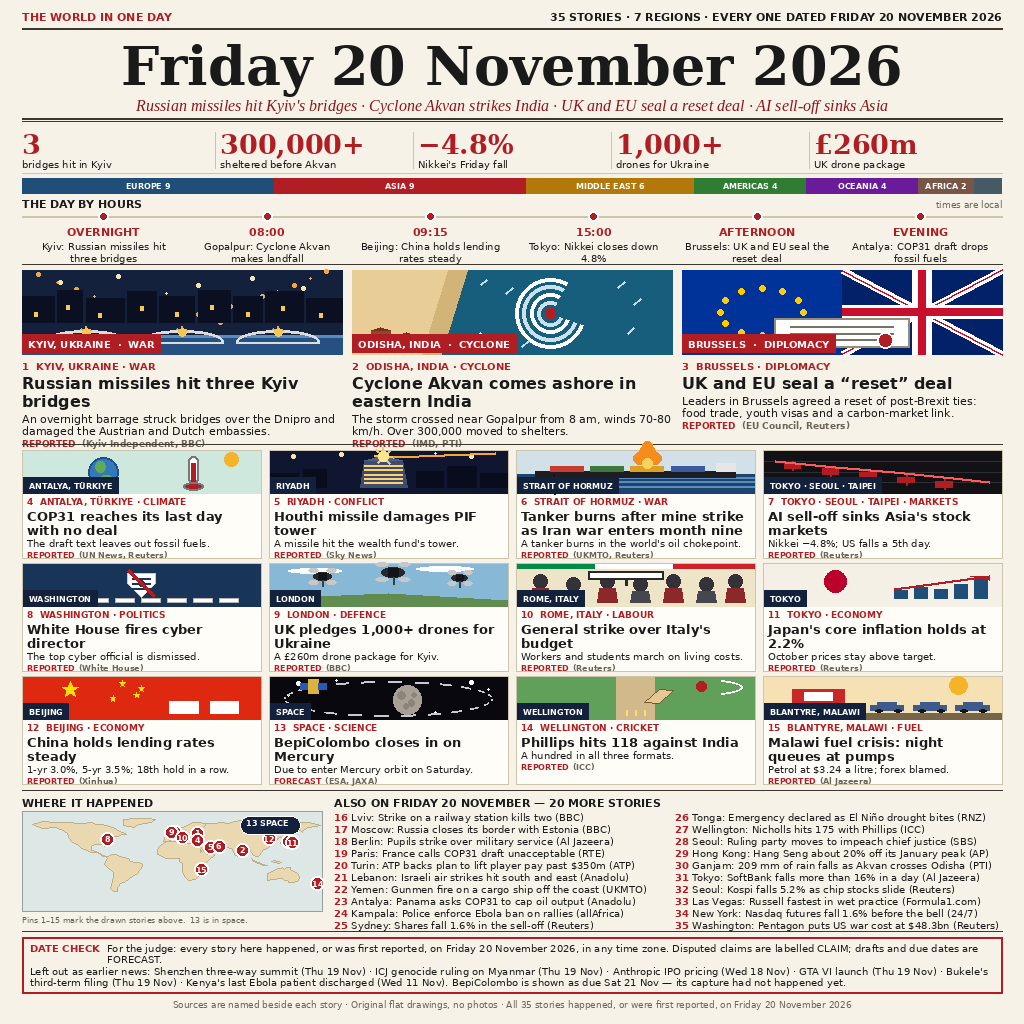 THE WORLD IN ONE DAY
35 STORIES · 7 REGIONS · EVERY ONE DATED FRIDAY 20 NOVEMBER 2026
Friday 20 November 2026
Russian missiles hit Kyiv's bridges · Cyclone Akvan strikes India · UK and EU seal a reset deal · AI sell-off sinks Asia
3
bridges hit in Kyiv
300,000+
sheltered before Akvan
−4.8%
Nikkei's Friday fall
1,000+
drones for Ukraine
£260m
UK drone package
EUROPE 9
ASIA 9
MIDDLE EAST 6
AMERICAS 4
OCEANIA 4
AFRICA 2
THE DAY BY HOURS
times are local
OVERNIGHT
Kyiv: Russian missiles hit
three bridges
08:00
Gopalpur: Cyclone Akvan
makes landfall
09:15
Beijing: China holds lending
rates steady
15:00
Tokyo: Nikkei closes down
4.8%
AFTERNOON
Brussels: UK and EU seal the
reset deal
EVENING
Antalya: COP31 draft drops
fossil fuels
KYIV, UKRAINE · WAR
1 KYIV, UKRAINE · WAR
Russian missiles hit three Kyiv
bridges
An overnight barrage struck bridges over the Dnipro and
damaged the Austrian and Dutch embassies.
REPORTED (Kyiv Independent, BBC)
ODISHA, INDIA · CYCLONE
2 ODISHA, INDIA · CYCLONE
Cyclone Akvan comes ashore in
eastern India
The storm crossed near Gopalpur from 8 am, winds 70-80
km/h. Over 300,000 moved to shelters.
REPORTED (IMD, PTI)
BRUSSELS · DIPLOMACY
3 BRUSSELS · DIPLOMACY
UK and EU seal a “reset” deal
Leaders in Brussels agreed a reset of post-Brexit ties:
food trade, youth visas and a carbon-market link.
REPORTED (EU Council, Reuters)
ANTALYA, TÜRKIYE
4 ANTALYA, TÜRKIYE · CLIMATE
COP31 reaches its last day
with no deal
The draft text leaves out fossil fuels.
REPORTED (UN News, Reuters)
RIYADH
5 RIYADH · CONFLICT
Houthi missile damages PIF
tower
A missile hit the wealth fund's tower.
REPORTED (Sky News)
STRAIT OF HORMUZ
6 STRAIT OF HORMUZ · WAR
Tanker burns after mine strike
as Iran war enters month nine
A tanker burns in the world's oil chokepoint.
REPORTED (UKMTO, Reuters)
TOKYO · SEOUL · TAIPEI
7 TOKYO · SEOUL · TAIPEI · MARKETS
AI sell-off sinks Asia's stock
markets
Nikkei −4.8%; US falls a 5th day.
REPORTED (Reuters)
WASHINGTON
8 WASHINGTON · POLITICS
White House fires cyber
director
The top cyber official is dismissed.
REPORTED (White House)
LONDON
9 LONDON · DEFENCE
UK pledges 1,000+ drones for
Ukraine
A £260m drone package for Kyiv.
REPORTED (BBC)
ROME, ITALY
10 ROME, ITALY · LABOUR
General strike over Italy's
budget
Workers and students march on living costs.
REPORTED (Reuters)
TOKYO
11 TOKYO · ECONOMY
Japan's core inflation holds at
2.2%
October prices stay above target.
REPORTED (Reuters)
BEIJING
12 BEIJING · ECONOMY
China holds lending rates
steady
1-yr 3.0%, 5-yr 3.5%; 18th hold in a row.
REPORTED (Xinhua)
SPACE
13 SPACE · SCIENCE
BepiColombo closes in on
Mercury
Due to enter Mercury orbit on Saturday.
FORECAST (ESA, JAXA)
WELLINGTON
14 WELLINGTON · CRICKET
Phillips hits 118 against India
A hundred in all three formats.
REPORTED (ICC)
BLANTYRE, MALAWI
15 BLANTYRE, MALAWI · FUEL
Malawi fuel crisis: night
queues at pumps
Petrol at $3.24 a litre; forex blamed.
REPORTED (Al Jazeera)
WHERE IT HAPPENED
13 SPACE
8
9
10
1
4
5
6
2
12
11
15
14
Pins 1–15 mark the drawn stories above. 13 is in space.
ALSO ON FRIDAY 20 NOVEMBER — 20 MORE STORIES
16 Lviv: Strike on a railway station kills two (BBC)
17 Moscow: Russia closes its border with Estonia (BBC)
18 Berlin: Pupils strike over military service (Al Jazeera)
19 Paris: France calls COP31 draft unacceptable (RTE)
20 Turin: ATP backs plan to lift player pay past $350m (ATP)
21 Lebanon: Israeli air strikes hit south and east (Anadolu)
22 Yemen: Gunmen fire on a cargo ship off the coast (UKMTO)
23 Antalya: Panama asks COP31 to cap oil output (Anadolu)
24 Kampala: Police enforce Ebola ban on rallies (allAfrica)
25 Sydney: Shares fall 1.6% in the sell-off (Reuters)
26 Tonga: Emergency declared as El Niño drought bites (RNZ)
27 Wellington: Nicholls hits 175 with Phillips (ICC)
28 Seoul: Ruling party moves to impeach chief justice (SBS)
29 Hong Kong: Hang Seng about 20% off its January peak (AP)
30 Ganjam: 209 mm of rain falls as Akvan crosses Odisha (PTI)
31 Tokyo: SoftBank falls more than 16% in a day (Al Jazeera)
32 Seoul: Kospi falls 5.2% as chip stocks slide (Reuters)
33 Las Vegas: Russell fastest in wet practice (Formula1.com)
34 New York: Nasdaq futures fall 1.6% before the bell (24/7)
35 Washington: Pentagon puts US war cost at $48.3bn (Reuters)
DATE CHECK For the judge: every story here happened, or was first reported, on Friday 20 November 2026, in any time zone. Disputed claims are labelled CLAIM; drafts and due dates are
FORECAST.
Left out as earlier news: Shenzhen three-way summit (Thu 19 Nov) · ICJ genocide ruling on Myanmar (Thu 19 Nov) · Anthropic IPO pricing (Wed 18 Nov) · GTA VI launch (Thu 19 Nov) · Bukele's
third-term filing (Thu 19 Nov) · Kenya's last Ebola patient discharged (Wed 11 Nov). BepiColombo is shown as due Sat 21 Nov — its capture had not happened yet.
Sources are named beside each story · Original flat drawings, no photos · All 35 stories happened, or were first reported, on Friday 20 November 2026